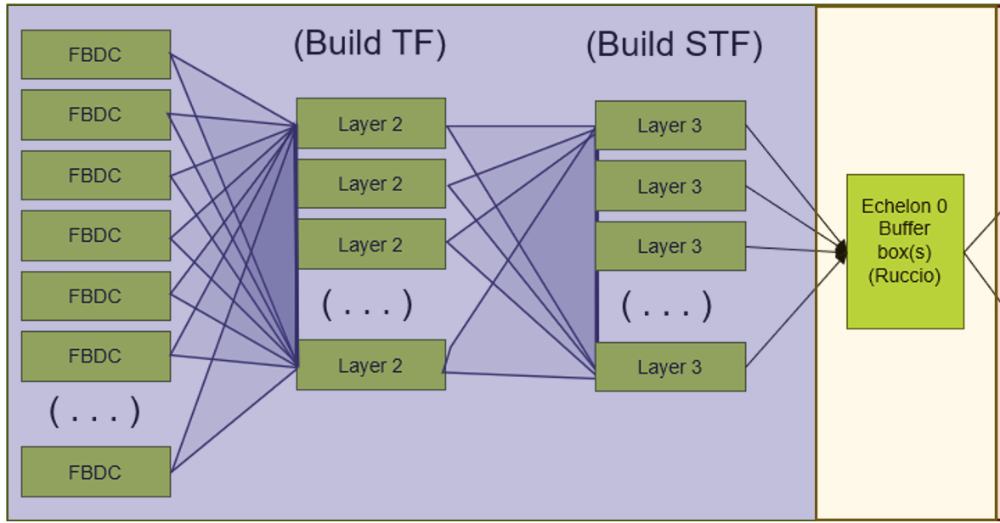 (Build TF)
(Build STF)
FBDC
FBDC
FBDC
FBDC
FBDC
FBDC
(...)
FBDC
Layer 2
Layer 2
Layer 2
(...)
Layer 2
Layer 3
Layer 3
Layer 3
(...)
Layer 3
Echelon 0
Buffer
box(s)
(Ruccio)